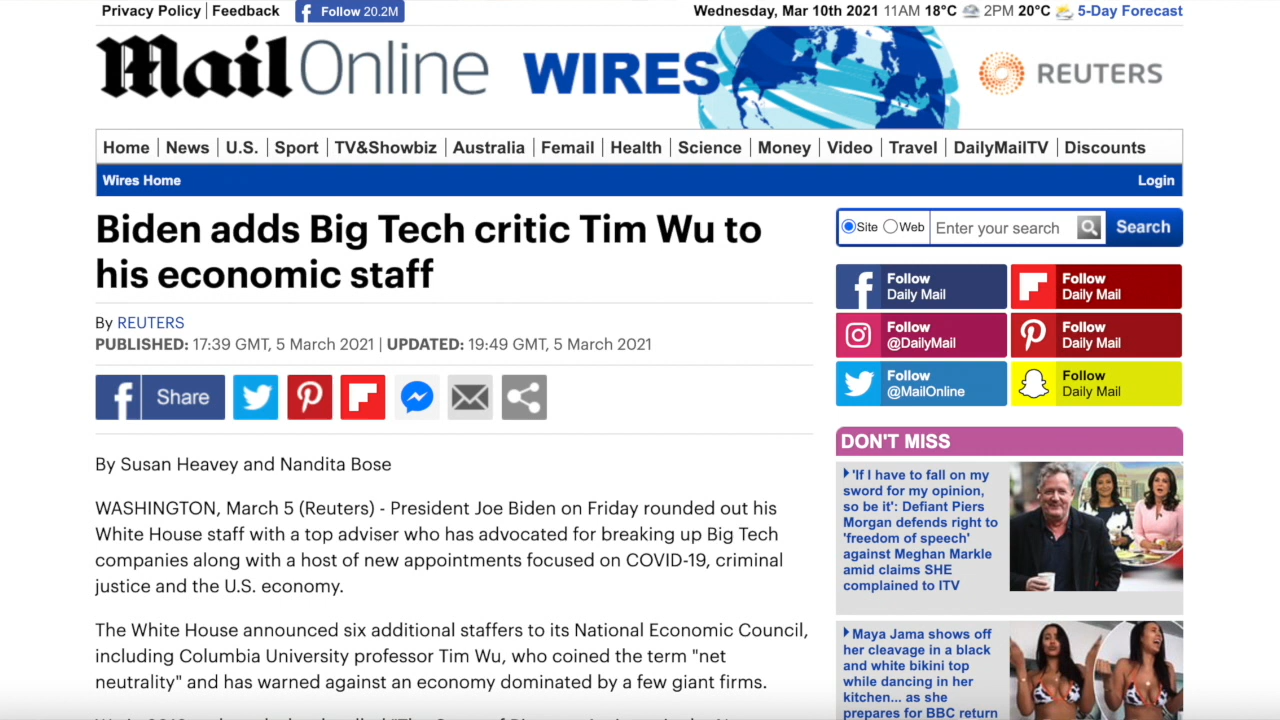 Privacy Policy | Feedback
Follow 20.2M
Wednesday, Mar 10th 2021 11AM 18°C 2PM 20°C 5-Day Forecast
Mail Online
WIRES
REUTERS
Home | News | U.S. | Sport | TV&Showbiz | Australia | Femail | Health | Science | Money | Video | Travel | DailyMailTV | Discounts
Wires Home
Login
Biden adds Big Tech critic Tim Wu to
his economic staff
By REUTERS
PUBLISHED: 17:39 GMT, 5 March 2021 | UPDATED: 19:49 GMT, 5 March 2021
Share
By Susan Heavey and Nandita Bose
WASHINGTON, March 5 (Reuters) - President Joe Biden on Friday rounded out his
White House staff with a top adviser who has advocated for breaking up Big Tech
companies along with a host of new appointments focused on COVID-19, criminal
justice and the U.S. economy.
The White House announced six additional staffers to its National Economic Council,
including Columbia University professor Tim Wu, who coined the term "net
neutrality" and has warned against an economy dominated by a few giant firms.
Site Web Enter your search Search
Follow
Daily Mail
Follow
Daily Mail
Follow
@DailyMail
Follow
Daily Mail
Follow
@MailOnline
Follow
Daily Mail
DON'T MISS
'If I have to fall on my
sword for my opinion,
so be it': Defiant Piers
Morgan defends right to
'freedom of speech'
against Meghan Markle
amid claims SHE
complained to ITV
Maya Jama shows off
her cleavage in a black
and white bikini top
while dancing in her
kitchen... as she
prepares for BBC return